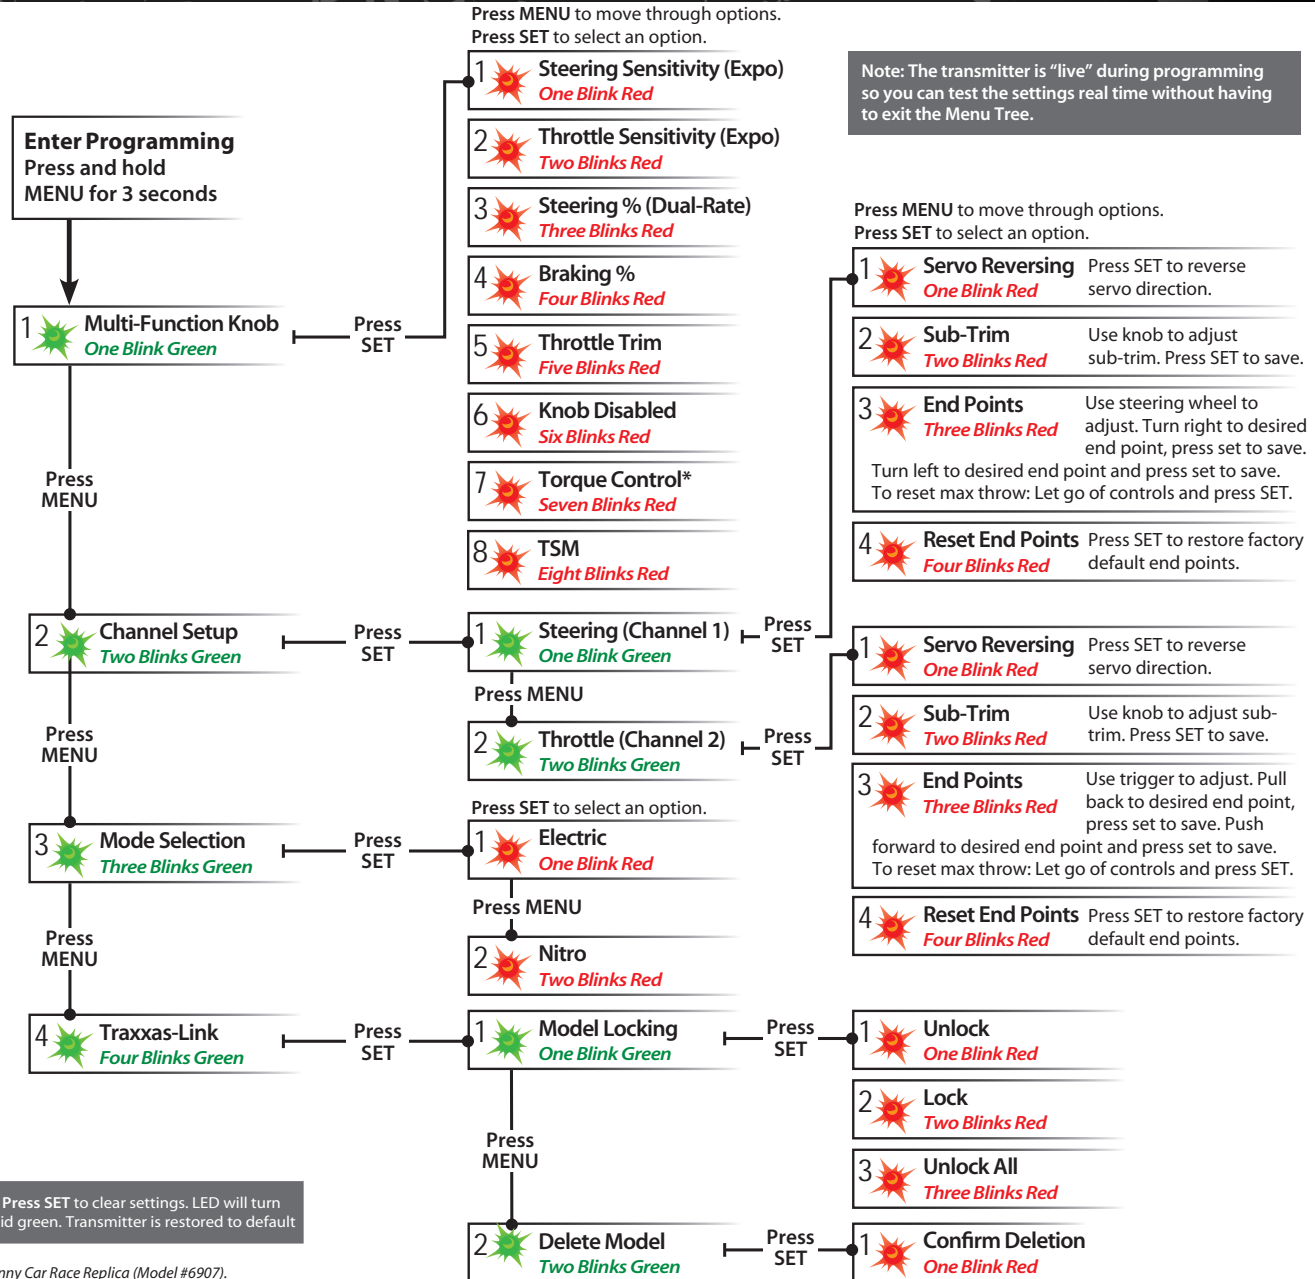 Press MENU to move through options.
Press SET to select an option.
1 Steering Sensitivity (Expo)
One Blink Red
2 Throttle Sensitivity (Expo)
Two Blinks Red
3 Steering % (Dual-Rate)
Three Blinks Red
4 Braking %
Four Blinks Red
5 Throttle Trim
Five Blinks Red
6 Knob Disabled
Six Blinks Red
7 Torque Control*
Seven Blinks Red
8 TSM
Eight Blinks Red
Note: The transmitter is “live” during programming
so you can test the settings real time without having
to exit the Menu Tree.
Enter Programming
Press and hold
MENU for 3 seconds
1 Multi-Function Knob
One Blink Green
Press
SET
Press
MENU
2 Channel Setup
Two Blinks Green
Press
SET
1 Steering (Channel 1)
One Blink Green
Press
SET
Press MENU
2 Throttle (Channel 2)
Two Blinks Green
Press
SET
Press MENU to move through options.
Press SET to select an option.
1 Servo Reversing Press SET to reverse
One Blink Red servo direction.
2 Sub-Trim Use knob to adjust
Two Blinks Red sub-trim. Press SET to save.
3 End Points Use steering wheel to
Three Blinks Red adjust. Turn right to desired
end point, press set to save.
Turn left to desired end point and press set to save.
To reset max throw: Let go of controls and press SET.
4 Reset End Points Press SET to restore factory
Four Blinks Red default end points.
1 Servo Reversing Press SET to reverse
One Blink Red servo direction.
2 Sub-Trim Use knob to adjust sub-
Two Blinks Red trim. Press SET to save.
3 End Points Use trigger to adjust. Pull
Three Blinks Red back to desired end point,
press set to save. Push
forward to desired end point and press set to save.
To reset max throw: Let go of controls and press SET.
4 Reset End Points Press SET to restore factory
Four Blinks Red default end points.
Press
MENU
3 Mode Selection
Three Blinks Green
Press
SET
Press SET to select an option.
1 Electric
One Blink Red
Press MENU
2 Nitro
Two Blinks Red
Press
MENU
4 Traxxas-Link
Four Blinks Green
Press
SET
1 Model Locking
One Blink Green
Press
SET
1 Unlock
One Blink Red
2 Lock
Two Blinks Red
3 Unlock All
Three Blinks Red
Press
MENU
2 Delete Model
Two Blinks Green
Press
SET
1 Confirm Deletion
One Blink Red
Press SET to clear settings. LED will turn
id green. Transmitter is restored to default
nny Car Race Replica (Model #6907).